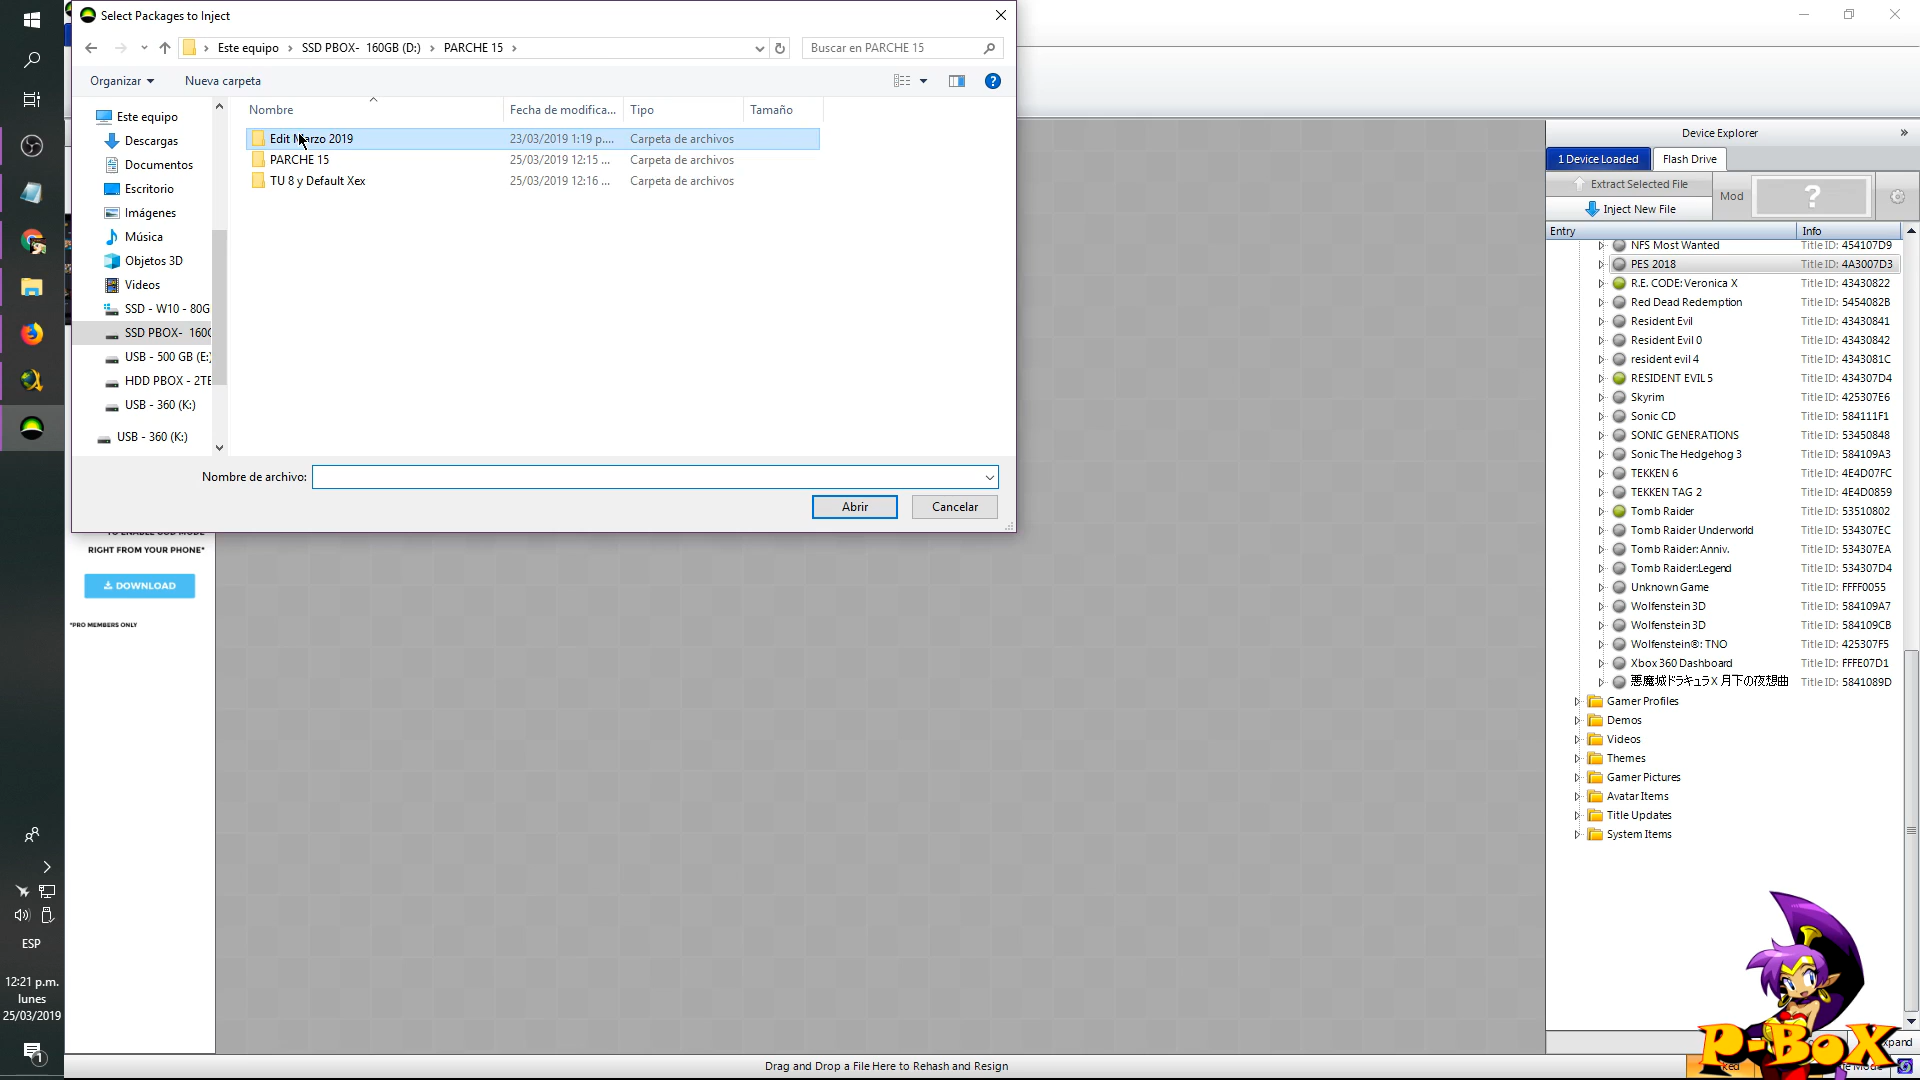 Select Packages to Inject
Este equipo
SSD PBOX- 160GB (D:)
PARCHE 15
Buscar en PARCHE 15
Organizar
Nueva carpeta
?
Nombre
Fecha de modifica...
Tipo
Tamaño
Edit Marzo 2019
23/03/2019 1:19 p....
Carpeta de archivos
PARCHE 15
25/03/2019 12:15 ...
Carpeta de archivos
TU 8 y Default Xex
25/03/2019 12:16 ...
Carpeta de archivos
Este equipo
Descargas
Documentos
Escritorio
Imágenes
Música
Objetos 3D
Videos
SSD - W10 - 80G
SSD PBOX- 160G
USB - 500 GB (E:)
HDD PBOX - 2TE
USB - 360 (K:)
USB - 360 (K:)
Nombre de archivo:
Abrir
Cancelar
TO ENABLE GOD MODE
RIGHT FROM YOUR PHONE*
DOWNLOAD
*PRO MEMBERS ONLY
Device Explorer
1 Device Loaded
Flash Drive
Extract Selected File
Inject New File
Mod
?
Entry
Info
NFS Most Wanted
Title ID: 454107D9
PES 2018
Title ID: 4A3007D3
R.E. CODE: Veronica X
Title ID: 43430822
Red Dead Redemption
Title ID: 5454082B
Resident Evil
Title ID: 43430841
Resident Evil 0
Title ID: 43430842
resident evil 4
Title ID: 4343081C
RESIDENT EVIL 5
Title ID: 434307D4
Skyrim
Title ID: 425307E6
Sonic CD
Title ID: 584111F1
SONIC GENERATIONS
Title ID: 53450848
Sonic The Hedgehog 3
Title ID: 584109A3
TEKKEN 6
Title ID: 4E4D07FC
TEKKEN TAG 2
Title ID: 4E4D0859
Tomb Raider
Title ID: 53510802
Tomb Raider Underworld
Title ID: 534307EC
Tomb Raider: Anniv.
Title ID: 534307EA
Tomb Raider:Legend
Title ID: 534307D4
Unknown Game
Title ID: FFFF0055
Wolfenstein 3D
Title ID: 584109A7
Wolfenstein 3D
Title ID: 584109CB
Wolfenstein®: TNO
Title ID: 425307F5
Xbox 360 Dashboard
Title ID: FFFE07D1
悪魔城ドラキュラX 月下の夜想曲
Title ID: 5841089D
Gamer Profiles
Demos
Videos
Themes
Gamer Pictures
Avatar Items
Title Updates
System Items
xpand
P-BoX
Drag and Drop a File Here to Rehash and Resign
ESP
12:21 p.m.
lunes
25/03/2019
1